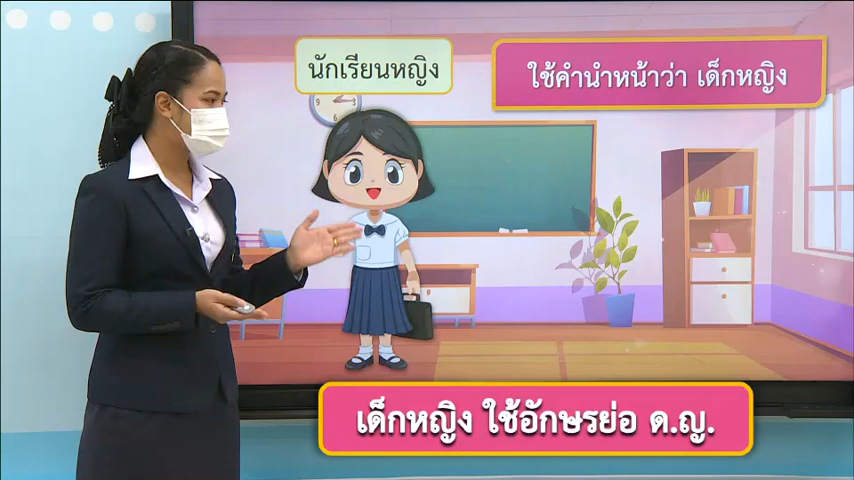 นักเรียนหญิง
ใช้คำนำหน้าว่า เด็กหญิง
เด็กหญิง ใช้อักษรย่อ ด.ญ.